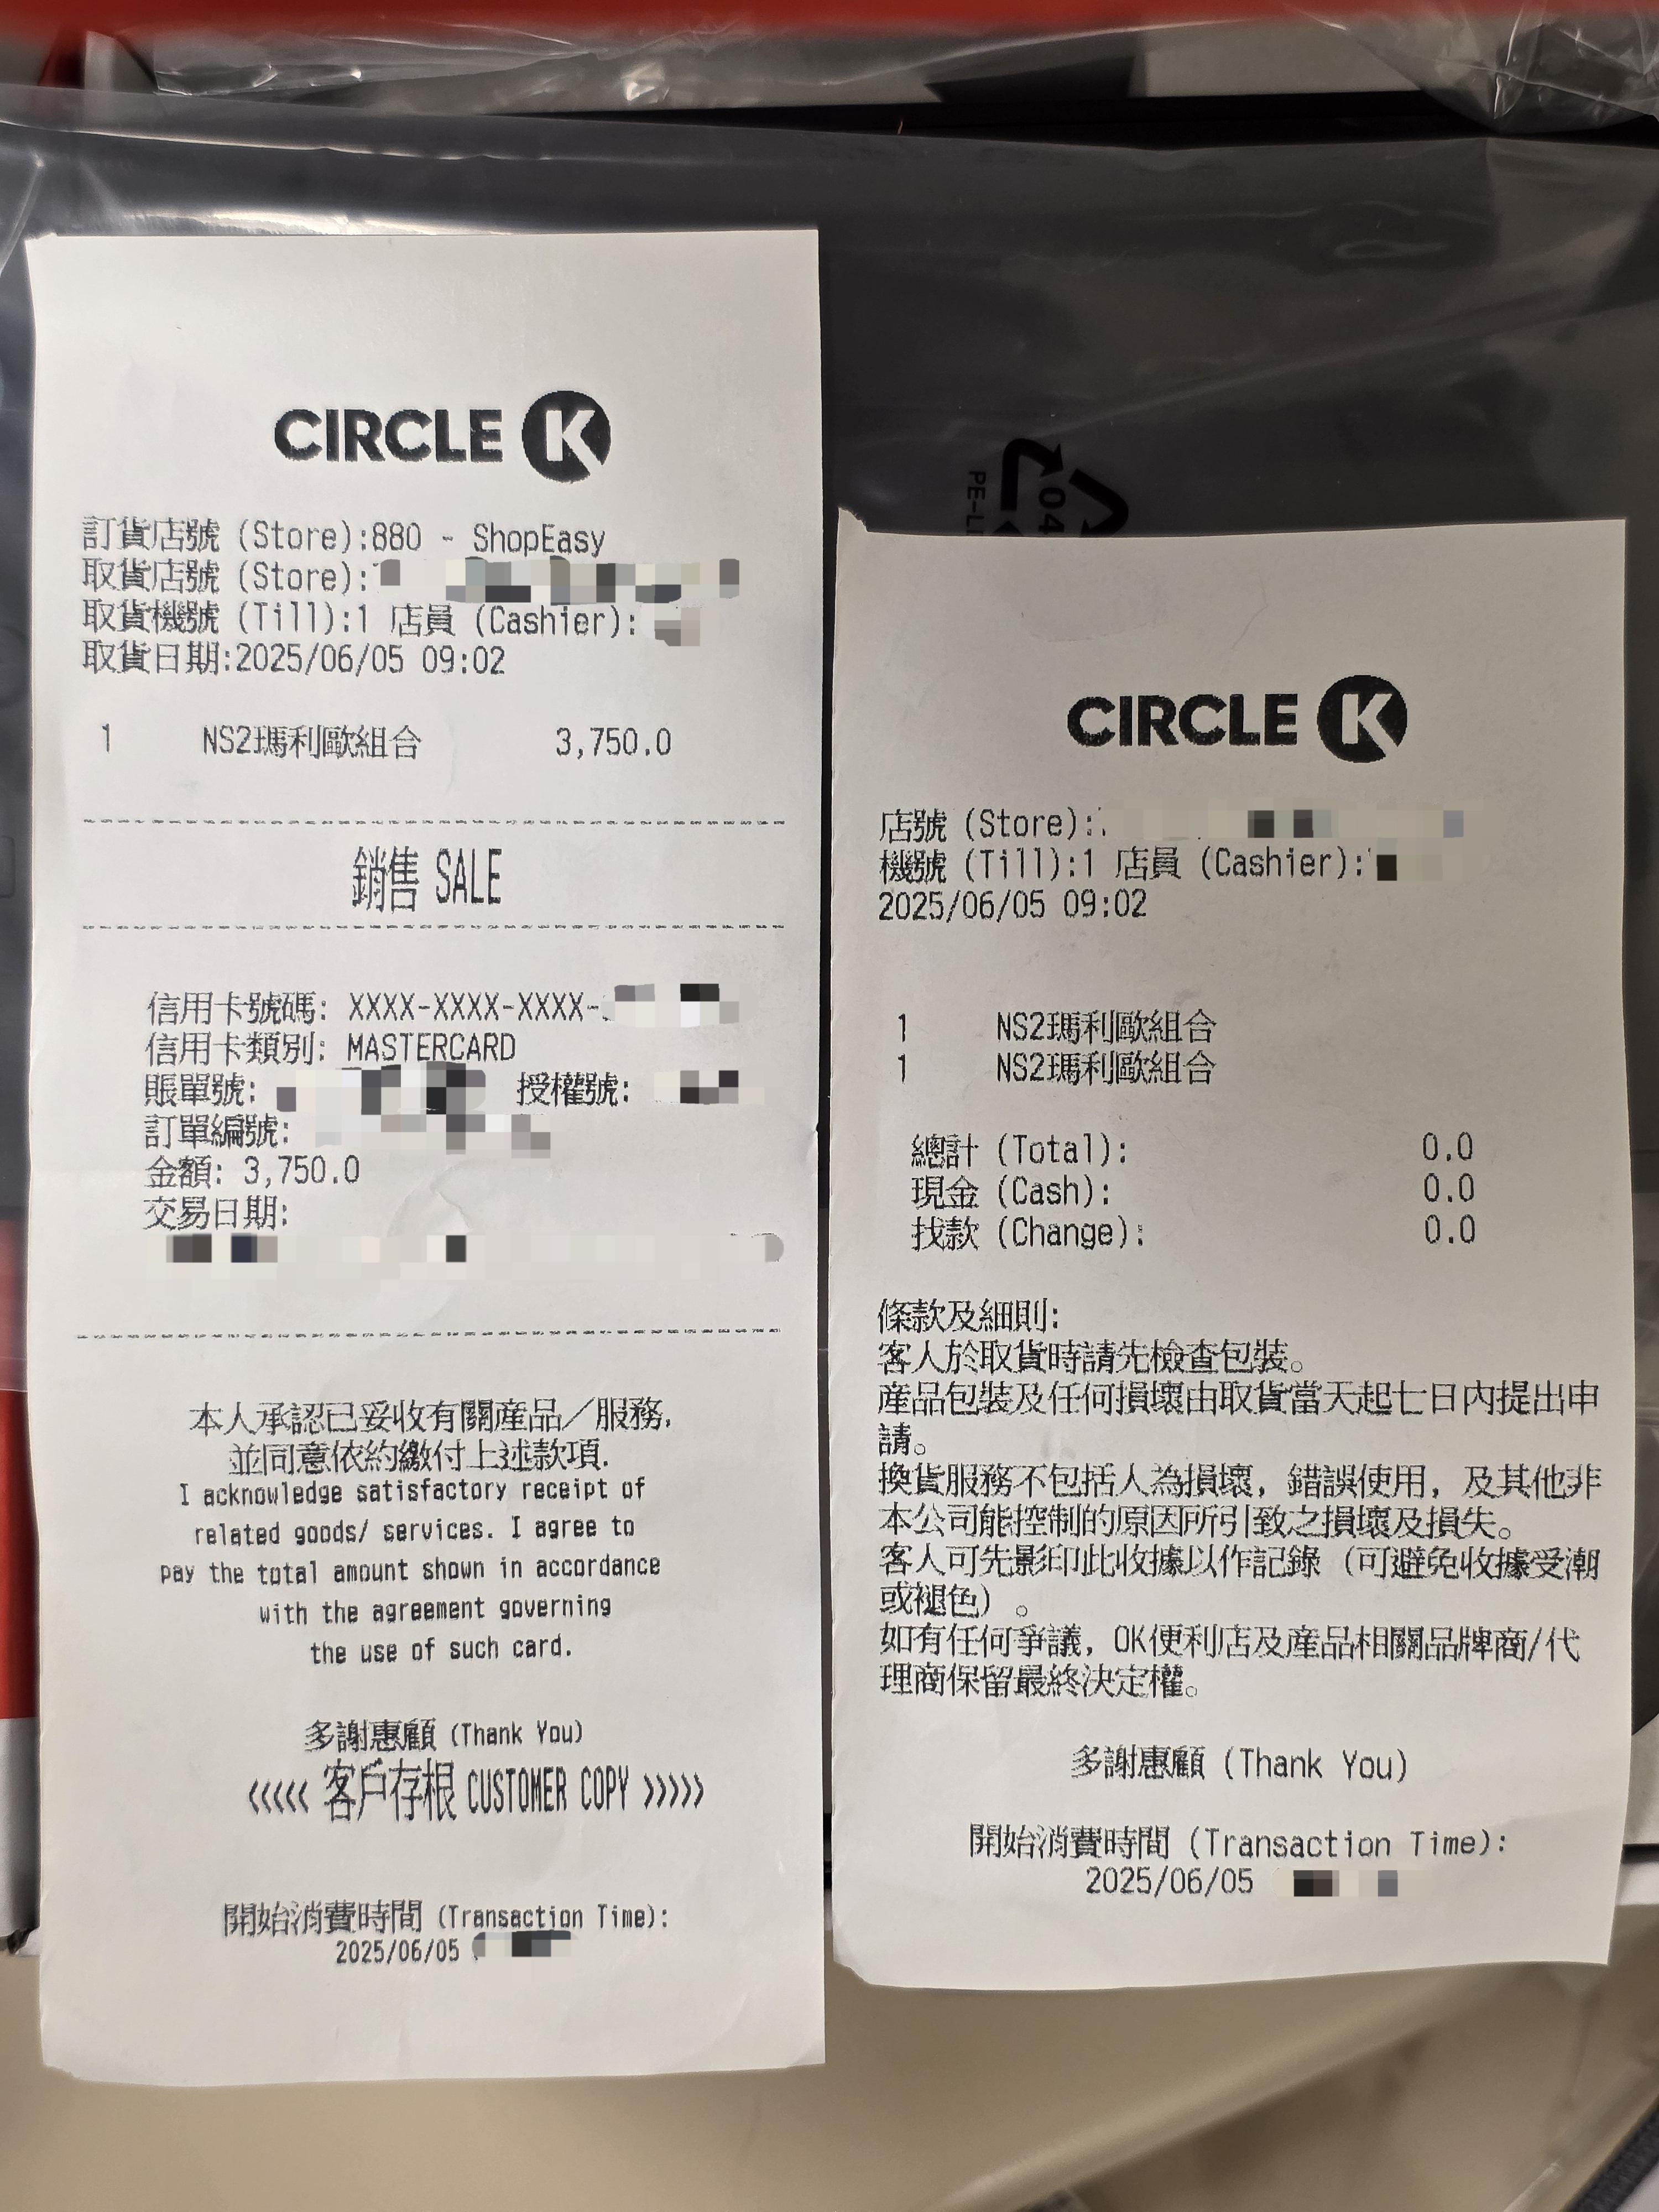 CIRCLE K
訂貨店號 (Store):880 - ShopEasy
取貨店號 (Store):
取貨機號 (Till):1 店員 (Cashier):
取貨日期:2025/06/05 09:02
1 NS2瑪利歐組合 3,750.0
銷售 SALE
信用卡號碼: XXXX-XXXX-XXXX-
信用卡類別: MASTERCARD
賬單號: 授權號:
訂單編號:
金額: 3,750.0
交易日期:
本人承認已妥收有關產品／服務,
並同意依約繳付上述款項.
I acknowledge satisfactory receipt of
related goods/ services. I agree to
pay the total amount shown in accordance
with the agreement governing
the use of such card.
多謝惠顧 (Thank You)
<<<<< 客戶存根 CUSTOMER COPY >>>>>
開始消費時間 (Transaction Time):
2025/06/05
04
PE-L
CIRCLE K
店號 (Store):
機號 (Till):1 店員 (Cashier):
2025/06/05 09:02
1 NS2瑪利歐組合
1 NS2瑪利歐組合
總計 (Total): 0.0
現金 (Cash): 0.0
找款 (Change): 0.0
條款及細則:
客人於取貨時請先檢查包裝。
產品包裝及任何損壞由取貨當天起七日內提出申
請。
換貨服務不包括人為損壞, 錯誤使用, 及其他非
本公司能控制的原因所引致之損壞及損失。
客人可先影印此收據以作記錄 (可避免收據受潮
或褪色) 。
如有任何爭議, OK便利店及產品相關品牌商/代
理商保留最終決定權。
多謝惠顧 (Thank You)
開始消費時間 (Transaction Time):
2025/06/05